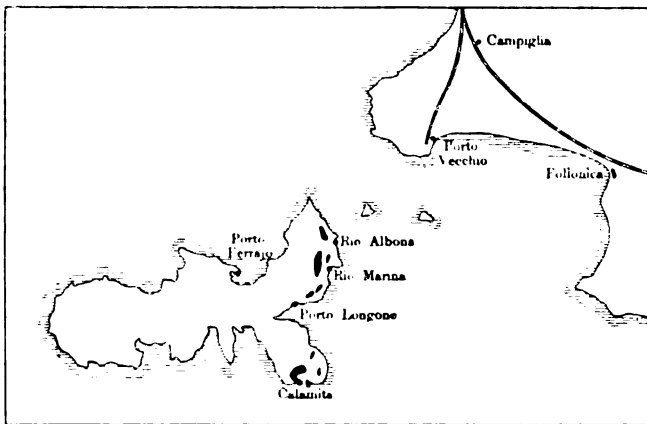 Campiglia
Porto
Vecchio
Follonica
Porto
Ferrajo
Rio Albona
Rio Marina
Porto Longone
Calamita